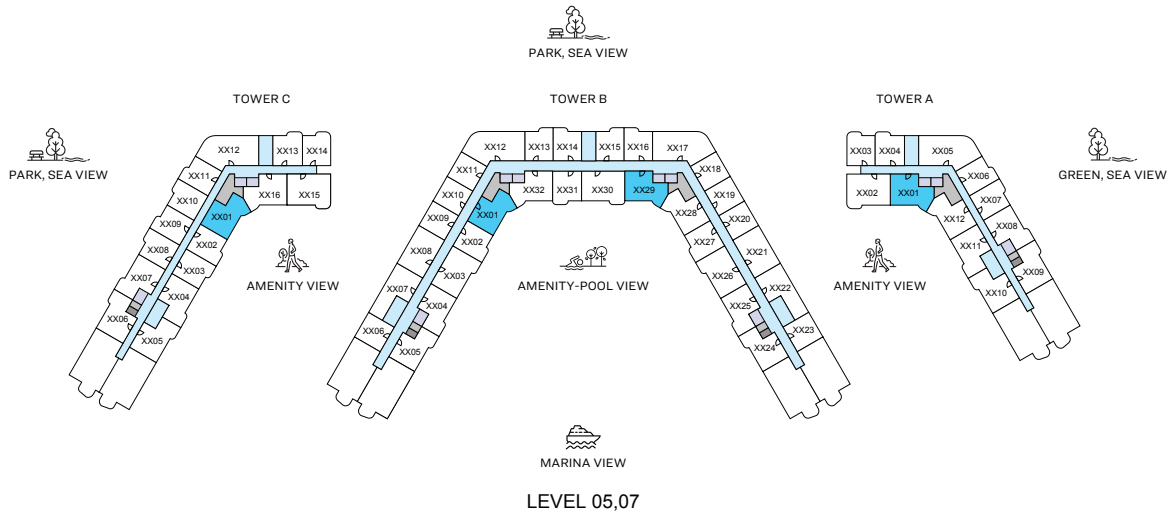 PARK, SEA VIEW
TOWER C
TOWER B
TOWER A
PARK, SEA VIEW
GREEN, SEA VIEW
XX12
XX13
XX14
XX11
XX10
XX09
XX08
XX07
XX06
XX05
XX04
XX03
XX02
XX01
XX16
XX15
XX12
XX13
XX14
XX15
XX16
XX17
XX11
XX10
XX09
XX08
XX07
XX06
XX05
XX04
XX03
XX02
XX01
XX32
XX31
XX30
XX29
XX28
XX27
XX26
XX25
XX24
XX18
XX19
XX20
XX21
XX22
XX23
XX03
XX04
XX05
XX02
XX01
XX06
XX07
XX08
XX09
XX12
XX11
XX10
AMENITY VIEW
AMENITY-POOL VIEW
AMENITY VIEW
MARINA VIEW
LEVEL 05,07